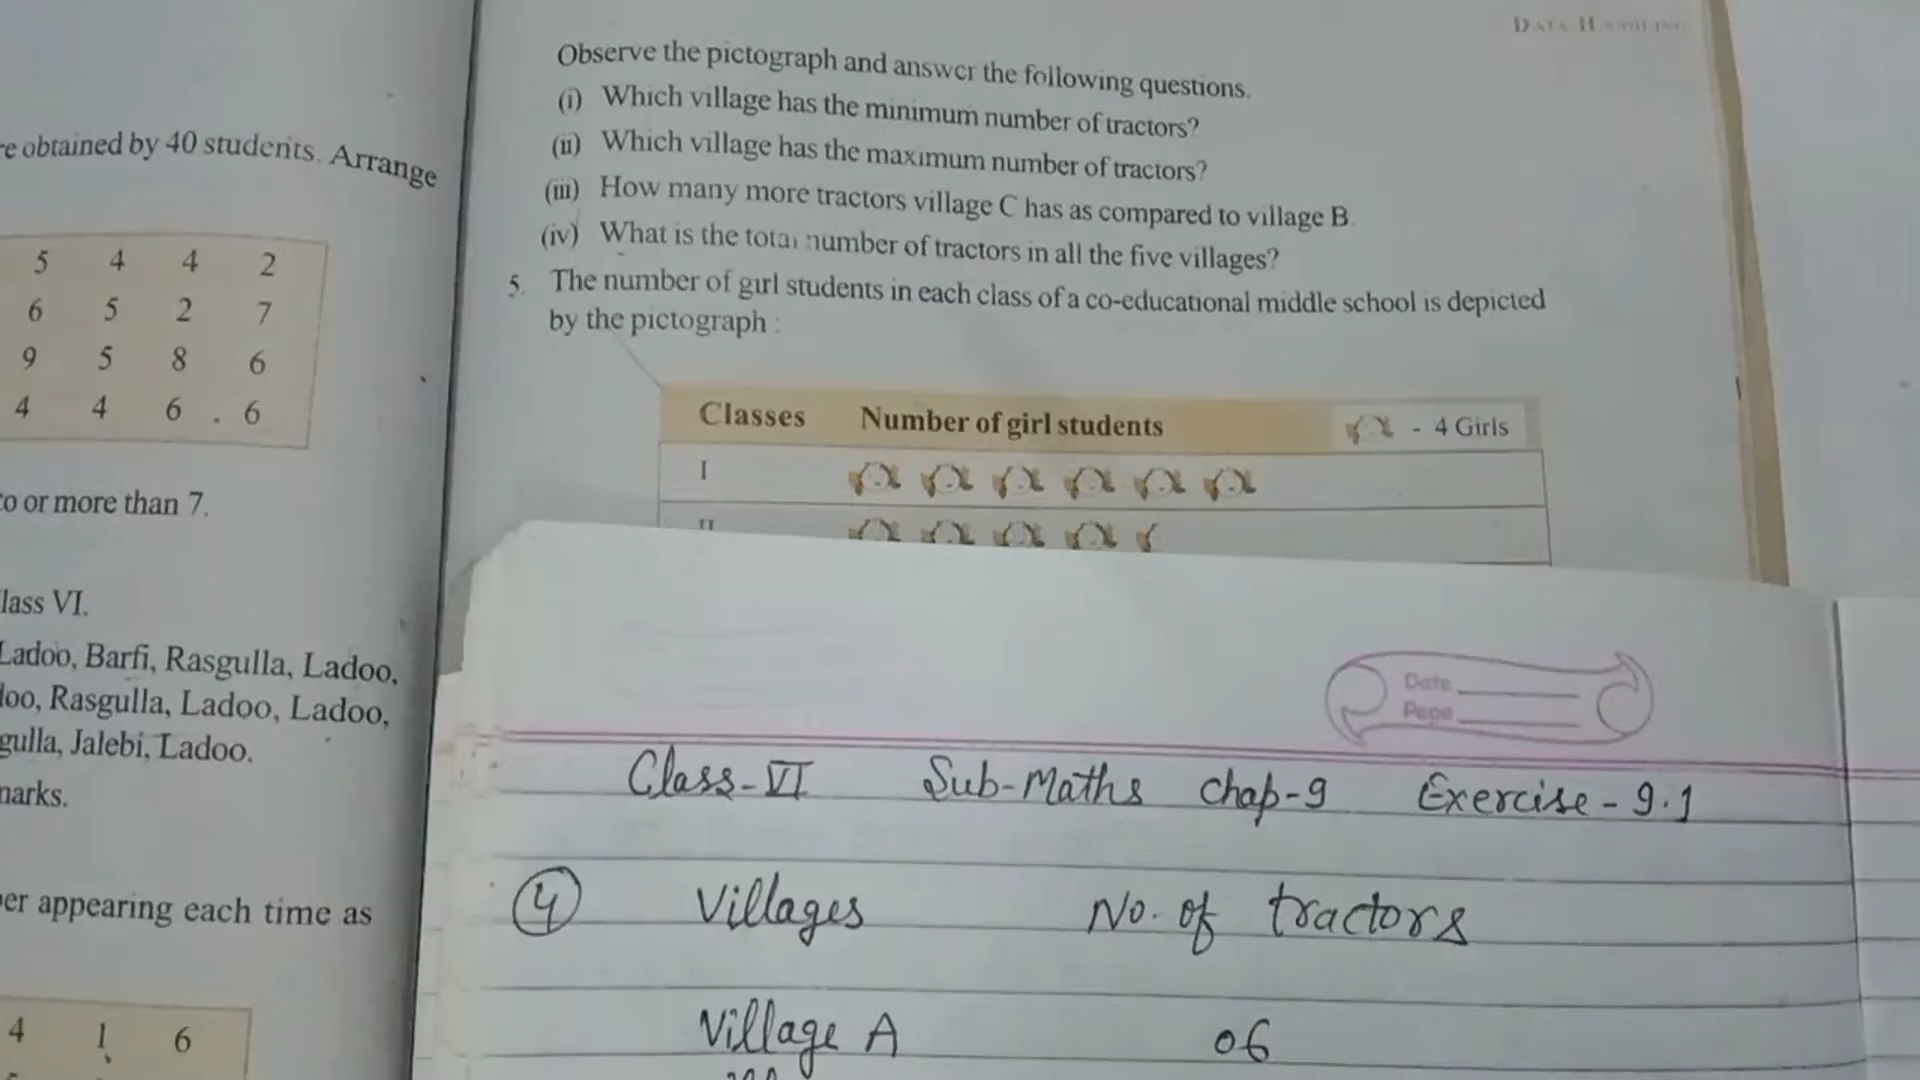 DATA HANDLING
Observe the pictograph and answer the following questions.
(i) Which village has the minimum number of tractors?
(ii) Which village has the maximum number of tractors?
(iii) How many more tractors village C has as compared to village B.
(iv) What is the total number of tractors in all the five villages?
5. The number of girl students in each class of a co-educational middle school is depicted
by the pictograph :
Classes Number of girl students - 4 Girls
I
II
re obtained by 40 students. Arrange
5 4 4 2
6 5 2 7
9 5 8 6
4 4 6 . 6
to or more than 7.
lass VI.
Ladoo, Barfi, Rasgulla, Ladoo,
doo, Rasgulla, Ladoo, Ladoo,
gulla, Jalebi, Ladoo.
marks.
er appearing each time as
4 1 6
Date
Page
Class-VI Sub-Maths Chap-9 Exercise-9.1
4 Villages No. of tractors
Village A 06